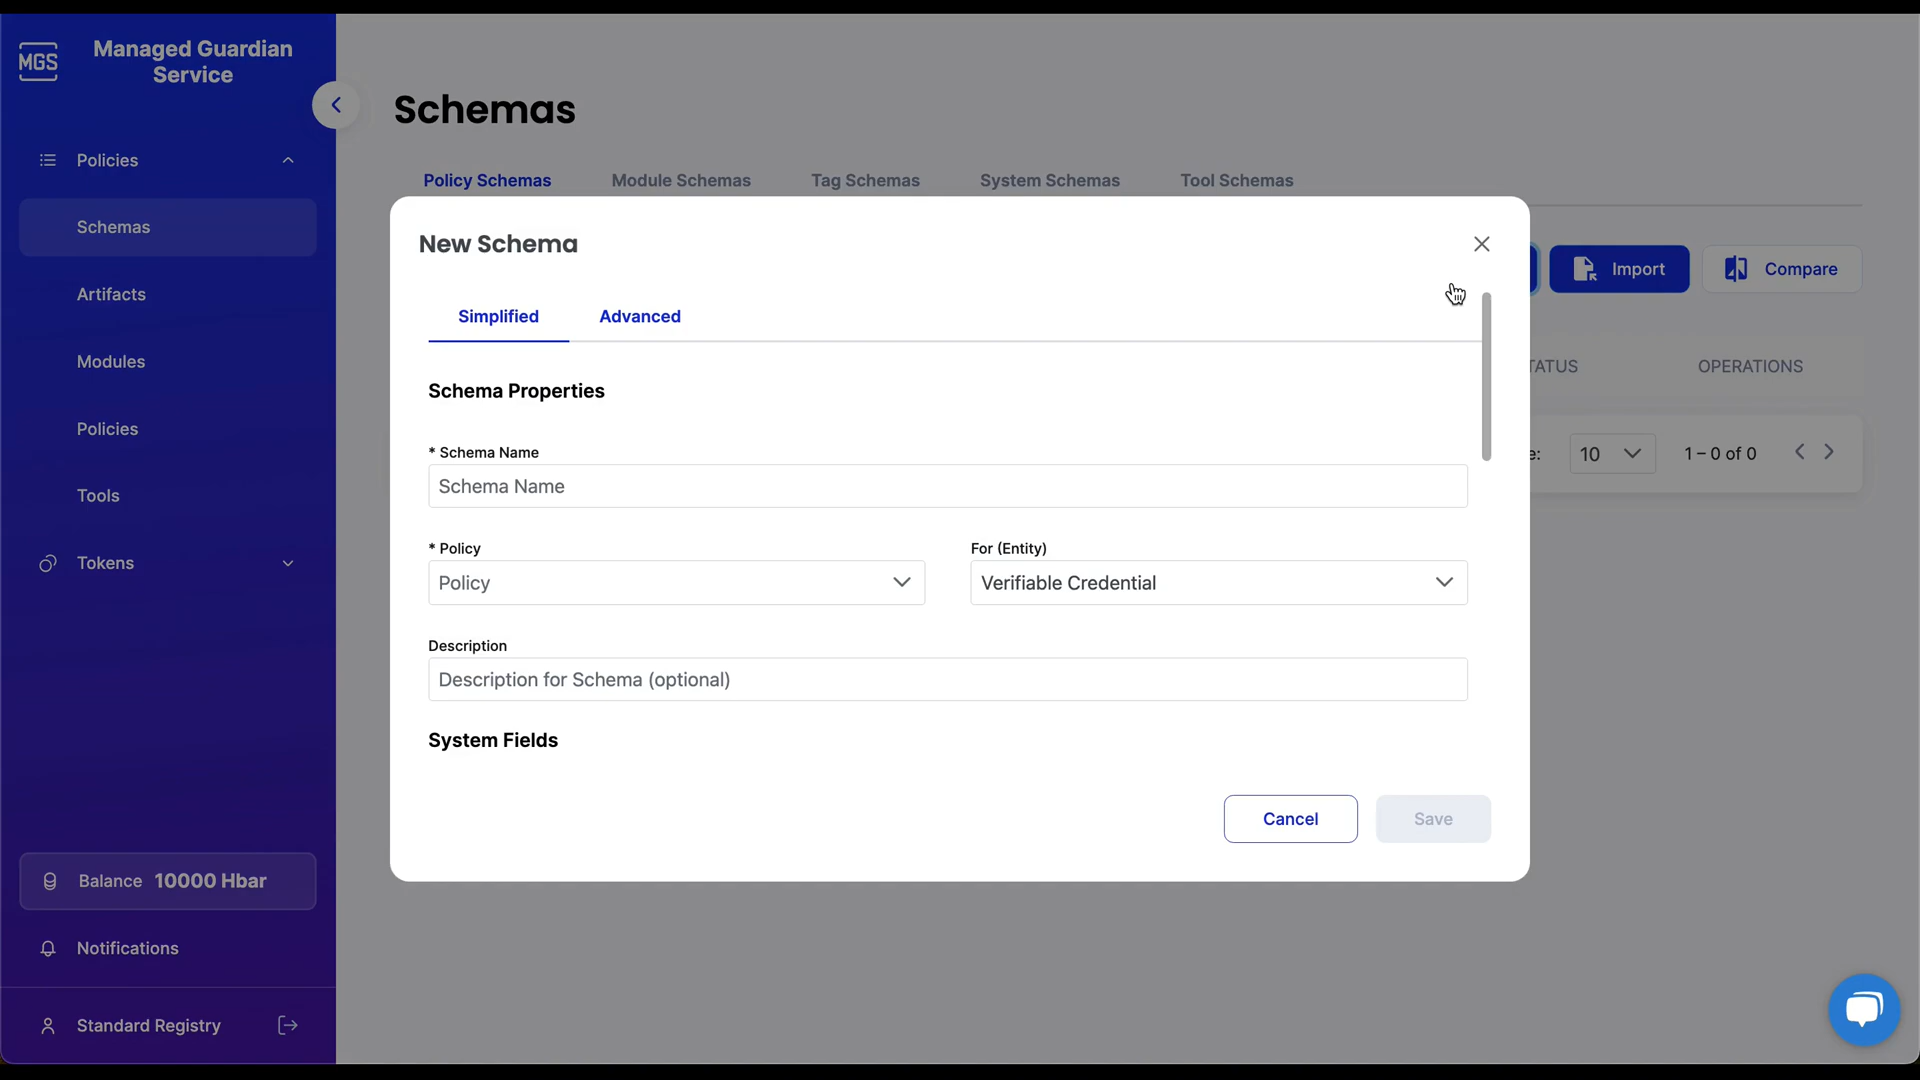 MGS
Managed Guardian
Service
Policies
Schemas
Artifacts
Modules
Policies
Tools
Tokens
Balance 10000 Hbar
Notifications
Standard Registry
Schemas
Policy Schemas Module Schemas Tag Schemas System Schemas Tool Schemas
Import Compare
TATUS OPERATIONS
e: 10 1 – 0 of 0
New Schema
Simplified Advanced
Schema Properties
* Schema Name
Schema Name
* Policy For (Entity)
Policy Verifiable Credential
Description
Description for Schema (optional)
System Fields
Cancel Save